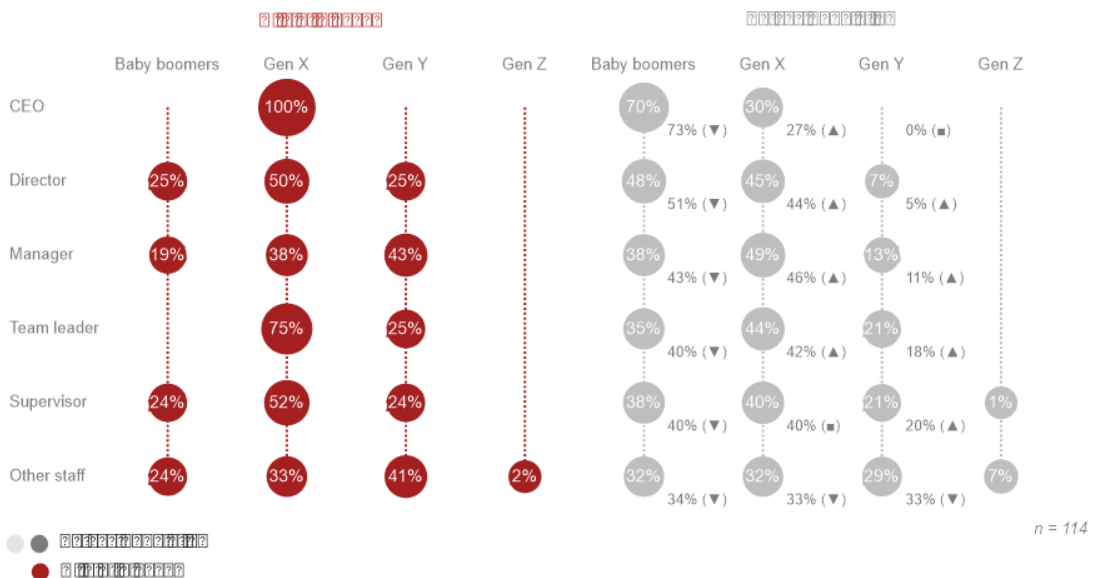 Baby boomers Gen X Gen Y Gen Z Baby boomers Gen X Gen Y Gen Z
CEO 100% 70% 30%
73% (▼) 27% (▲) 0% (■)
Director 25% 50% 25% 48% 45% 7%
51% (▼) 44% (▲) 5% (▲)
Manager 19% 38% 43% 38% 49% 13%
43% (▼) 46% (▲) 11% (▲)
Team leader 75% 25% 35% 44% 21%
40% (▼) 42% (▲) 18% (▲)
Supervisor 24% 52% 24% 38% 40% 21% 1%
40% (▼) 40% (■) 20% (▲)
Other staff 24% 33% 41% 2% 32% 32% 29% 7%
34% (▼) 33% (▼) 33% (▼)
n = 114